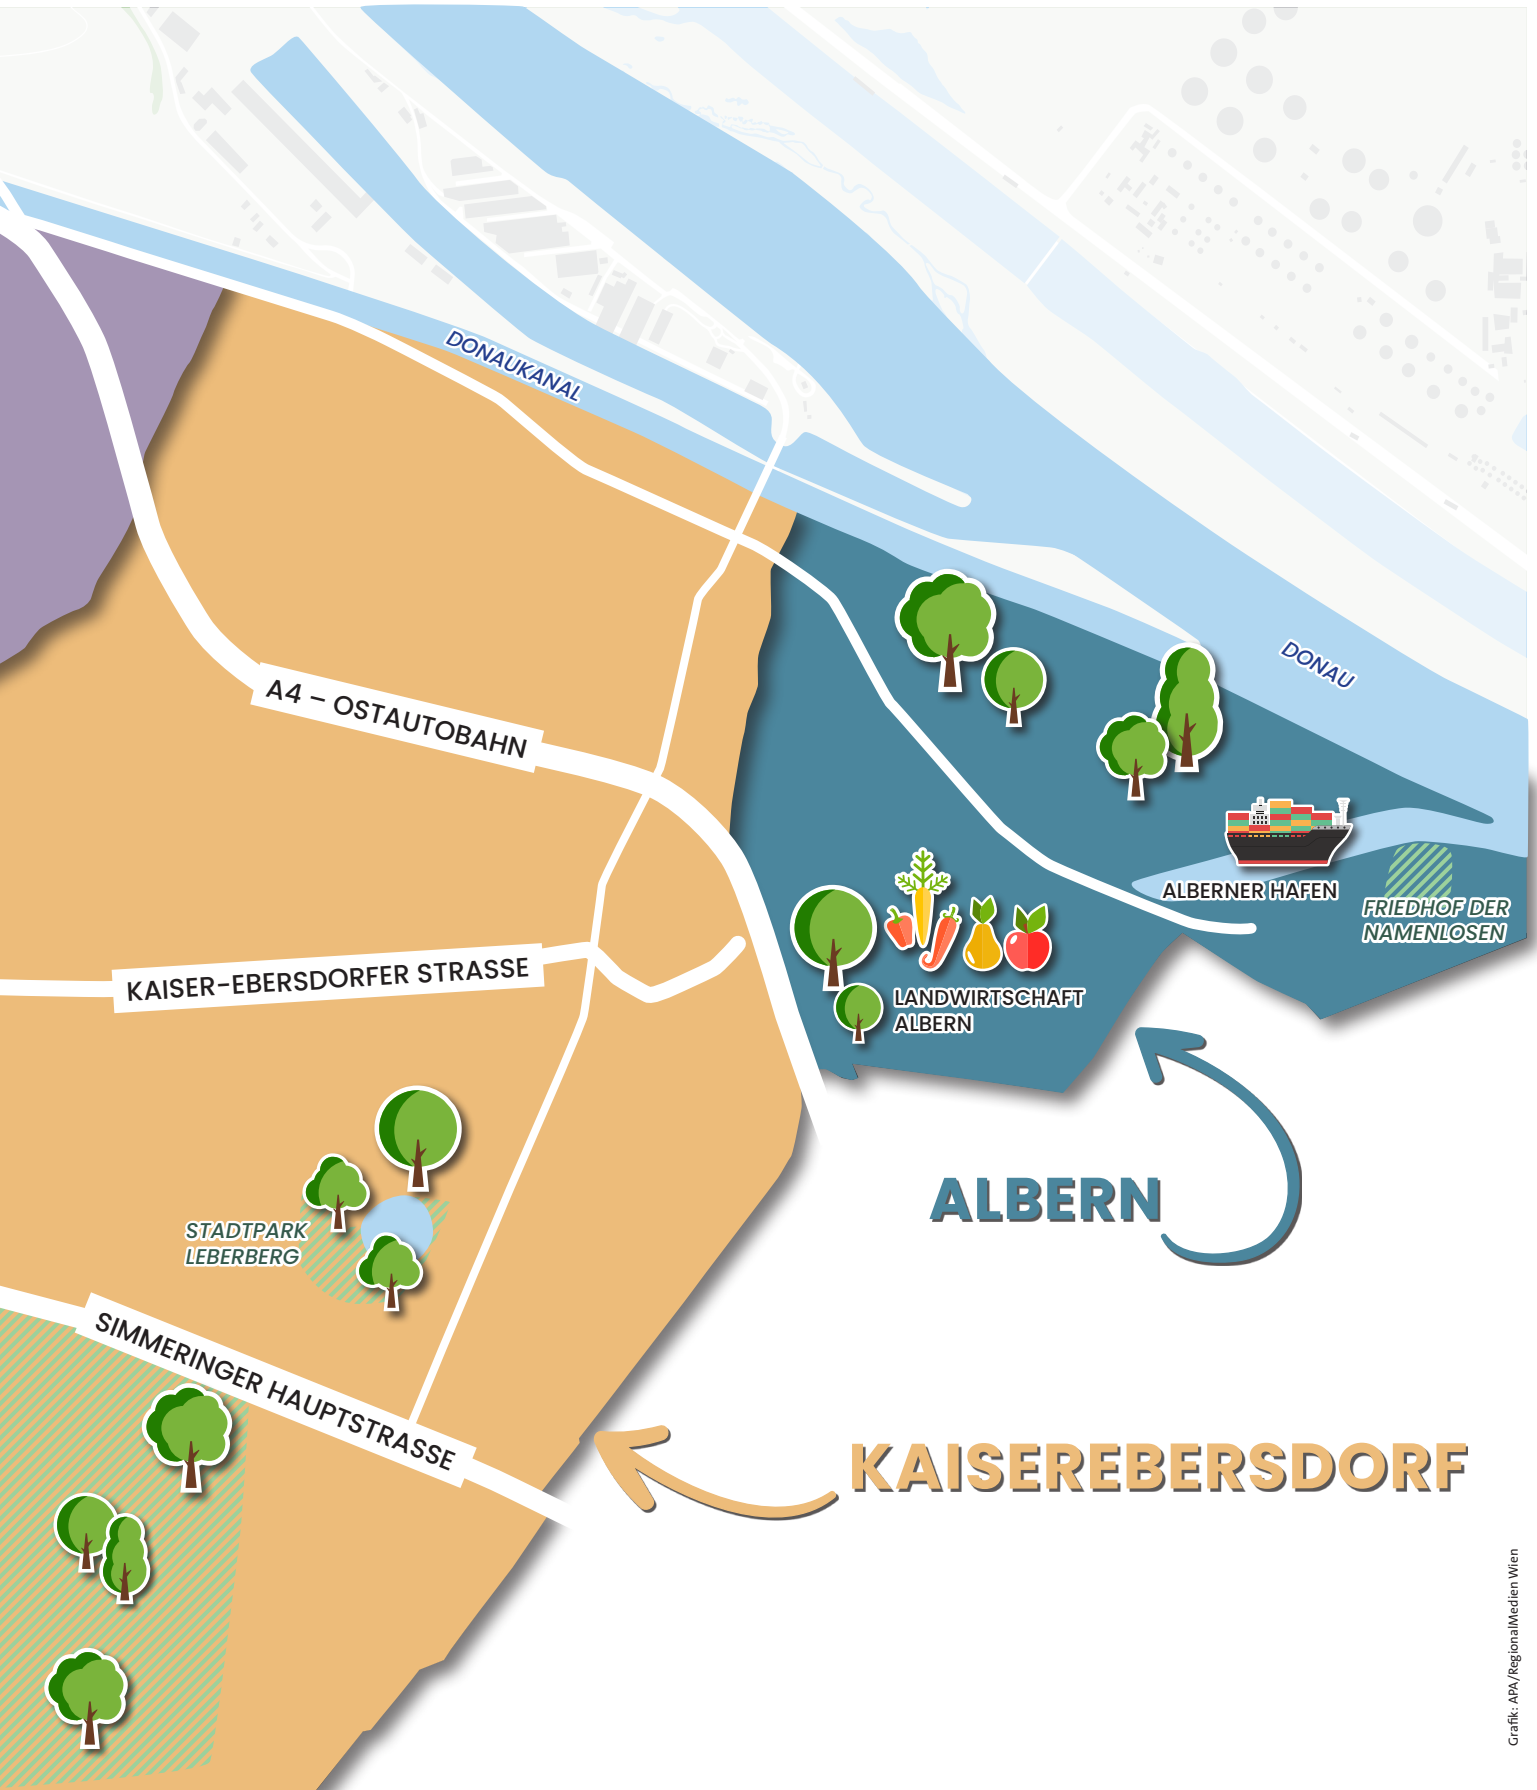 DONAUKANAL
DONAU
A4 – OSTAUTOBAHN
ALBERNER HAFEN
FRIEDHOF DER
NAMENLOSEN
KAISER-EBERSDORFER STRASSE
LANDWIRTSCHAFT
ALBERN
ALBERN
STADTPARK
LEBERBERG
SIMMERINGER HAUPTSTRASSE
KAISEREBERSDORF
Grafik: APA/RegionalMedien Wien